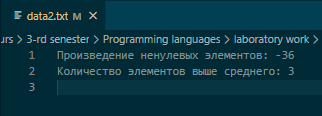 data2.txt M
urs > 3-rd senester > Programming languages > laboratory work >
1 Произведение ненулевых элементов: -36
2 Количество элементов выше среднего: 3
3